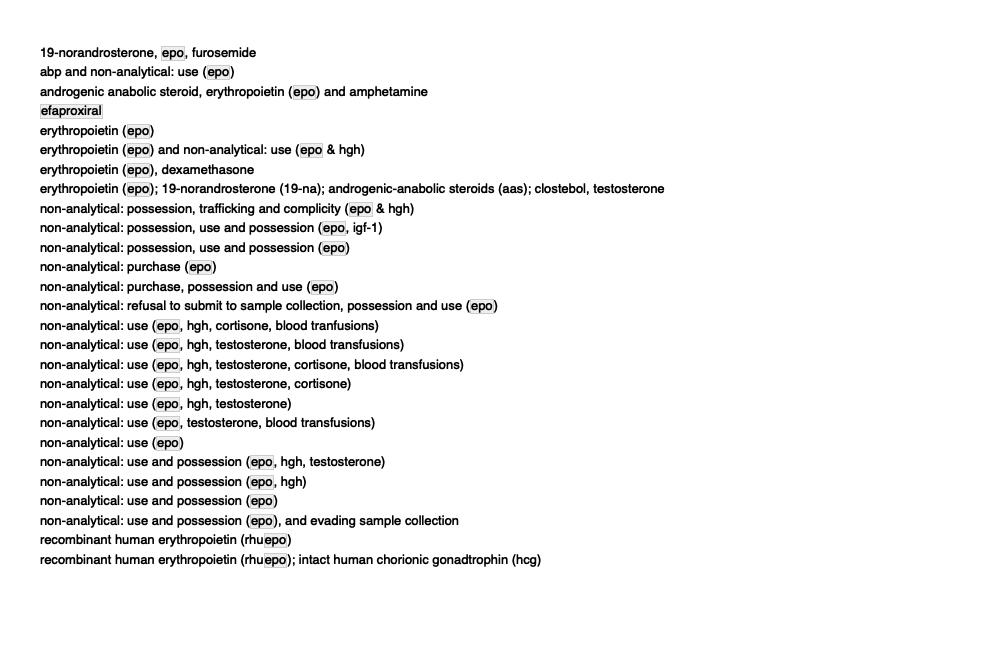 19-norandrosterone, epo, furosemide
abp and non-analytical: use (epo)
androgenic anabolic steroid, erythropoietin (epo) and amphetamine
efaproxiral
erythropoietin (epo)
erythropoietin (epo) and non-analytical: use (epo & hgh)
erythropoietin (epo), dexamethasone
erythropoietin (epo); 19-norandrosterone (19-na); androgenic-anabolic steroids (aas); clostebol, testosterone
non-analytical: possession, trafficking and complicity (epo & hgh)
non-analytical: possession, use and possession (epo, igf-1)
non-analytical: possession, use and possession (epo)
non-analytical: purchase (epo)
non-analytical: purchase, possession and use (epo)
non-analytical: refusal to submit to sample collection, possession and use (epo)
non-analytical: use (epo, hgh, cortisone, blood tranfusions)
non-analytical: use (epo, hgh, testosterone, blood transfusions)
non-analytical: use (epo, hgh, testosterone, cortisone, blood transfusions)
non-analytical: use (epo, hgh, testosterone, cortisone)
non-analytical: use (epo, hgh, testosterone)
non-analytical: use (epo, testosterone, blood transfusions)
non-analytical: use (epo)
non-analytical: use and possession (epo, hgh, testosterone)
non-analytical: use and possession (epo, hgh)
non-analytical: use and possession (epo)
non-analytical: use and possession (epo), and evading sample collection
recombinant human erythropoietin (rhuepo)
recombinant human erythropoietin (rhuepo); intact human chorionic gonadtrophin (hcg)